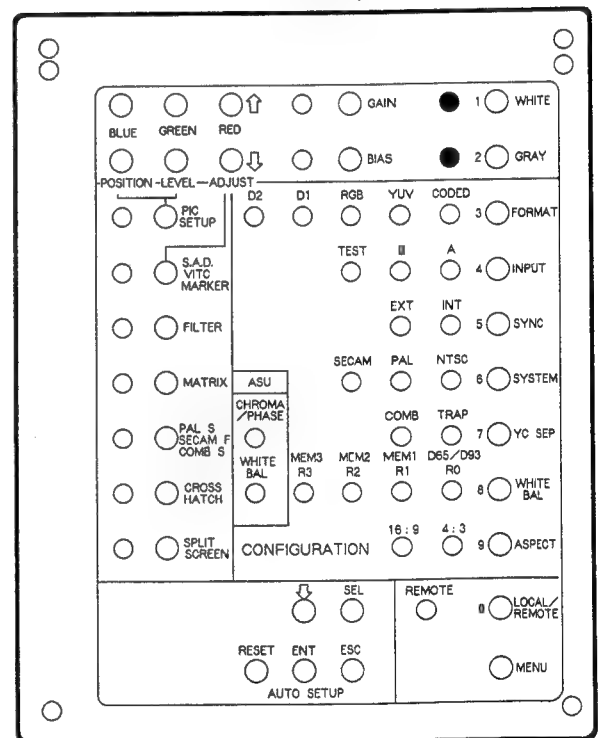 GAIN 1 WHITE
BLUE GREEN RED
BIAS 2 GRAY
POSITION-LEVEL-ADJUST
D2 D1 RGB YUV CODED
PIC
SETUP
3 FORMAT
TEST A
S.A.D.
VITC
MARKER
4 INPUT
EXT INT
FILTER 5 SYNC
SECAM PAL NTSC
MATRIX ASU 6 SYSTEM
CHROMA
/PHASE
COMB TRAP
PAL S
SECAM F
COMB S
7 YC SEP
WHITE
BAL
MEM3 MEM2 MEM1 D65/D93
R3 R2 R1 R0
CROSS
HATCH
8 WHITE
BAL
16:9 4:3
SPLIT
SCREEN
CONFIGURATION 9 ASPECT
SEL REMOTE
LOCAL/
REMOTE
RESET ENT ESC
MENU
AUTO SETUP